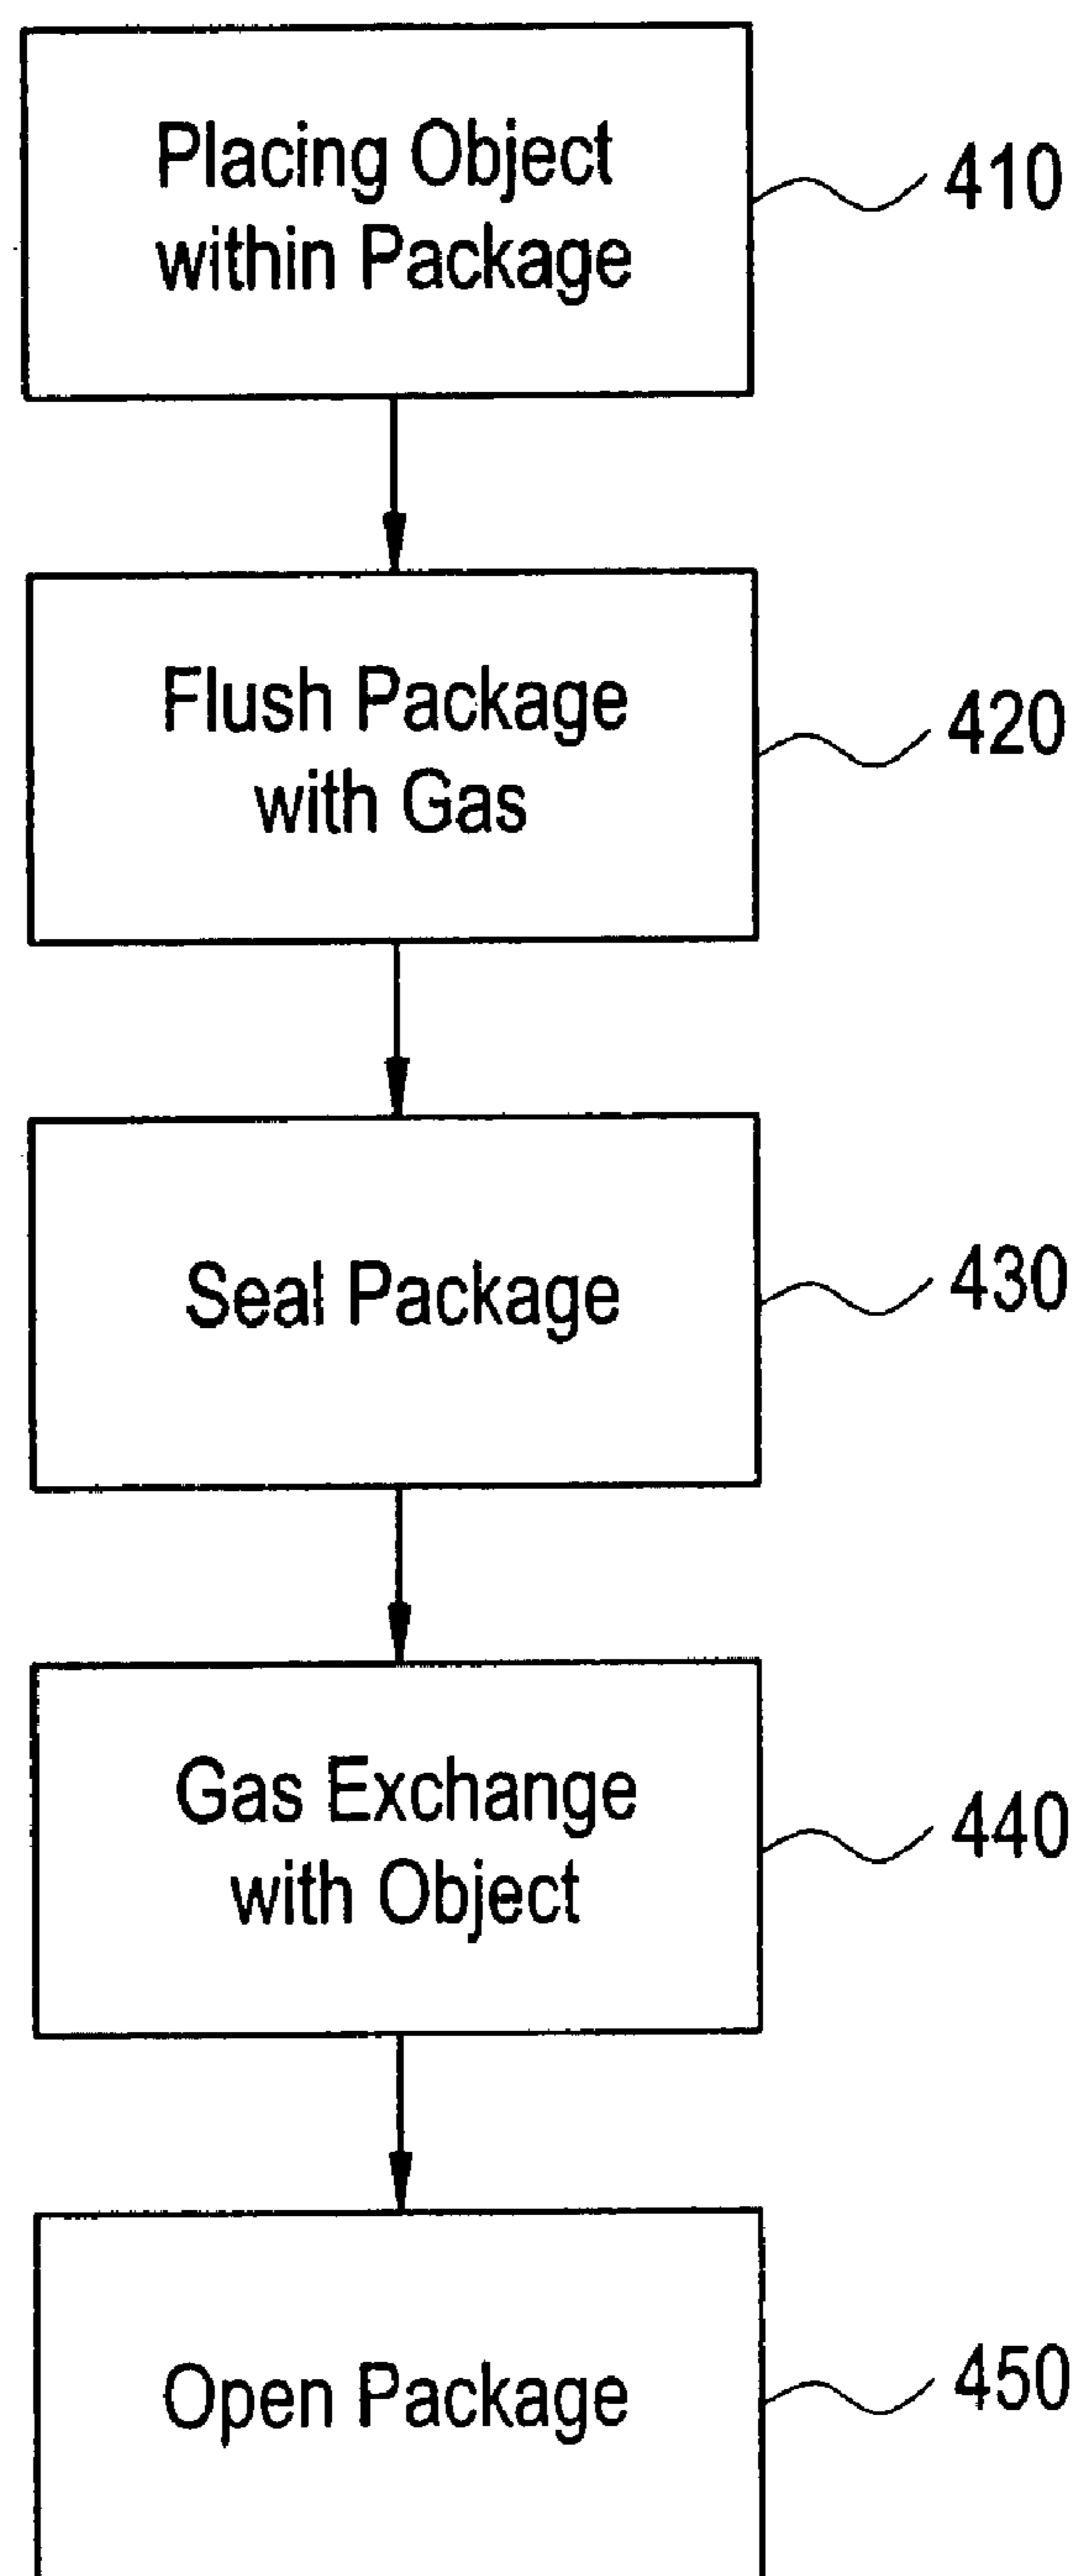 Placing Object
within Package
410
Flush Package
with Gas
420
Seal Package
430
Gas Exchange
with Object
440
Open Package
450